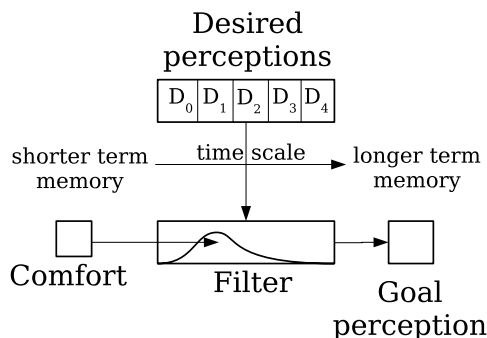 Desired
perceptions
D0 D1 D2 D3 D4
shorter term
memory
time scale
longer term
memory
Comfort
Filter
Goal
perception